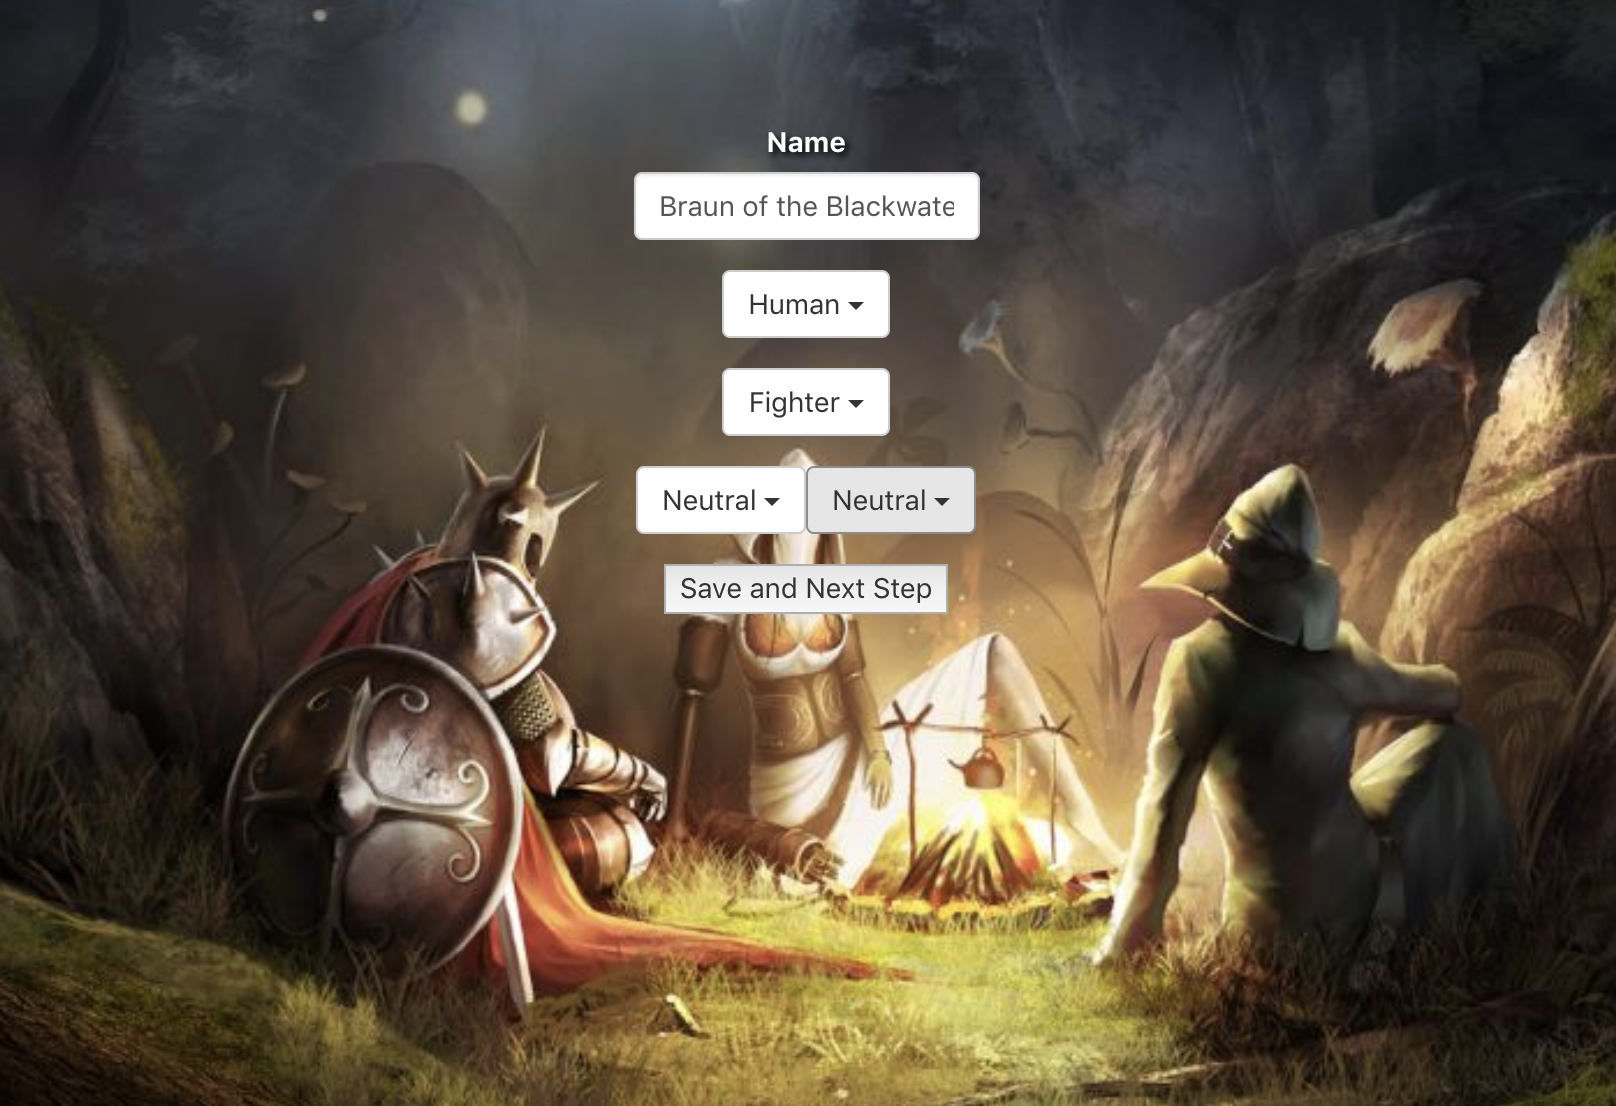 Name
Braun of the Blackwate
Human
Fighter
Neutral Neutral
Save and Next Step